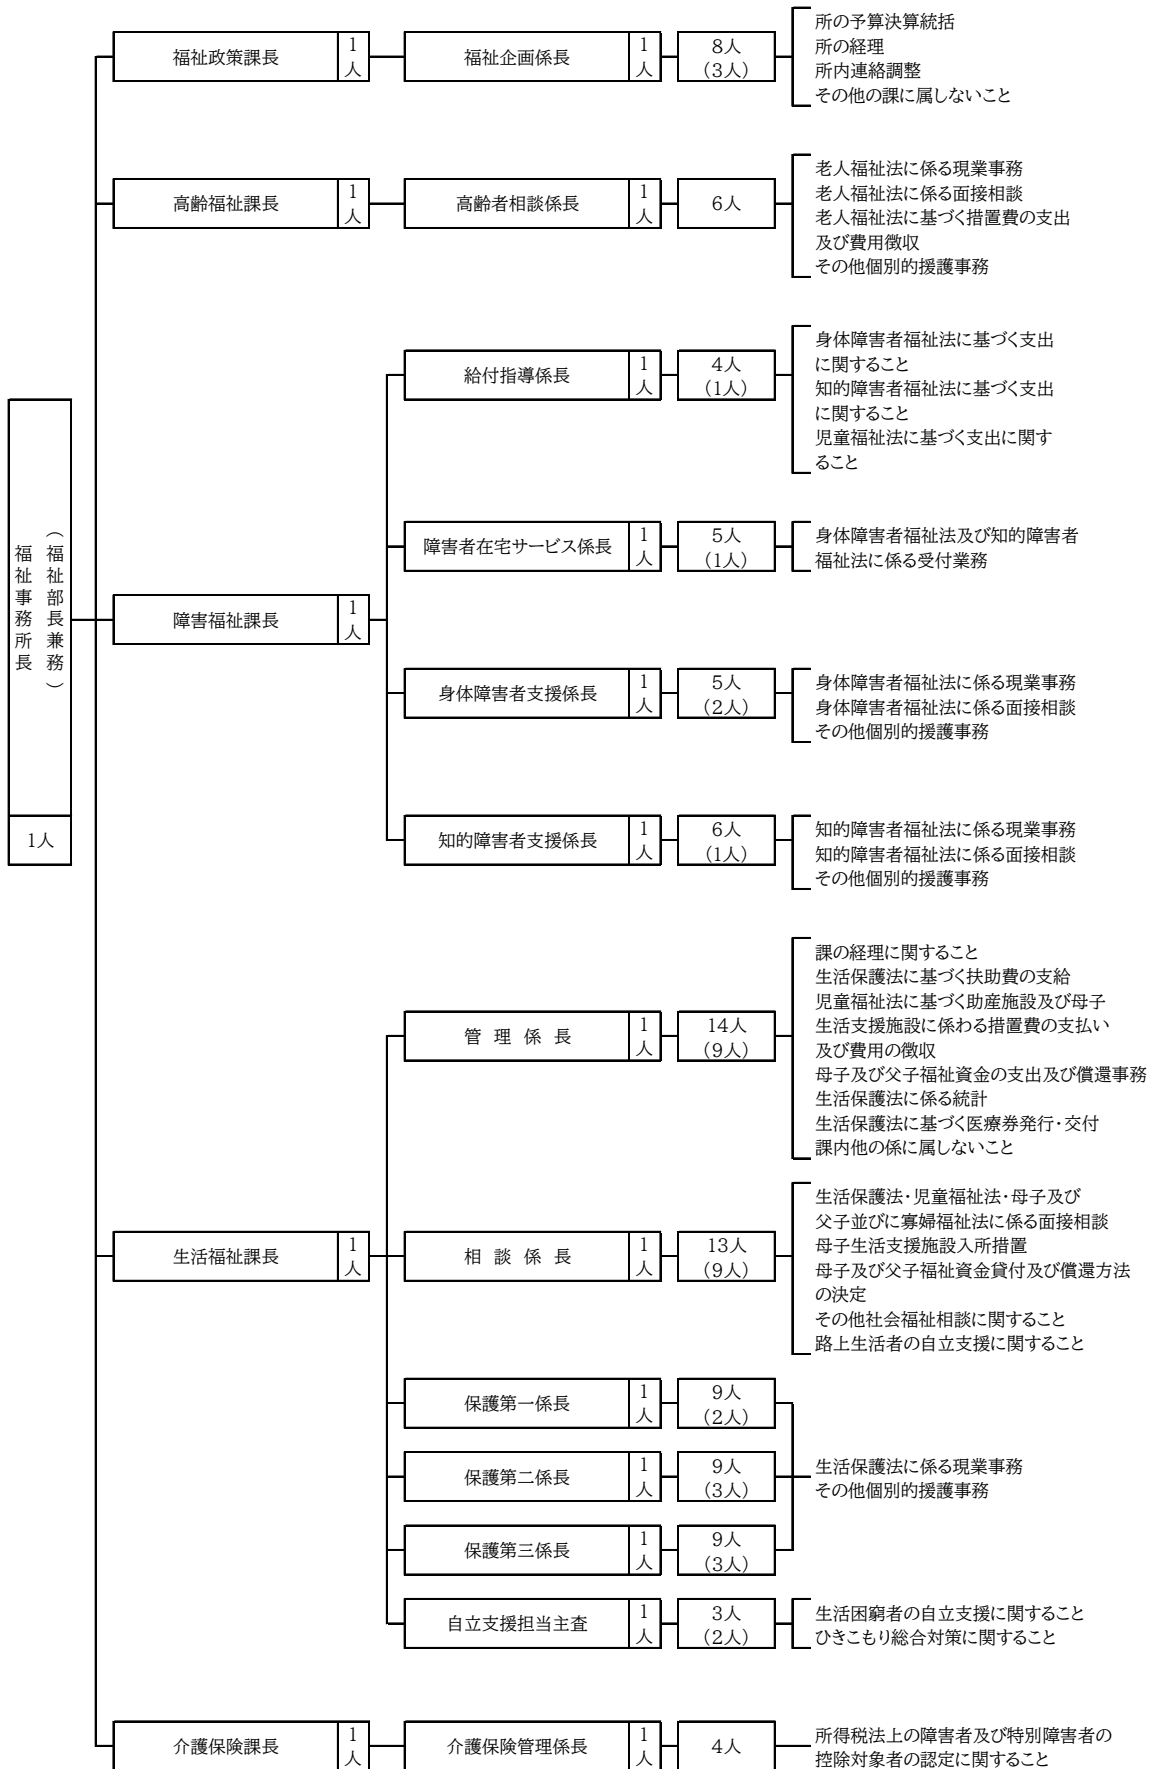 福祉事務所長
（福祉部長兼務）
1人
福祉政策課長
1人
福祉企画係長
1人
8人
（3人）
所の予算決算統括
所の経理
所内連絡調整
その他の課に属しないこと
高齢福祉課長
1人
高齢者相談係長
1人
6人
老人福祉法に係る現業事務
老人福祉法に係る面接相談
老人福祉法に基づく措置費の支出
及び費用徴収
その他個別的援護事務
障害福祉課長
1人
給付指導係長
1人
4人
（1人）
身体障害者福祉法に基づく支出
に関すること
知的障害者福祉法に基づく支出
に関すること
児童福祉法に基づく支出に関す
ること
障害者在宅サービス係長
1人
5人
（1人）
身体障害者福祉法及び知的障害者
福祉法に係る受付業務
身体障害者支援係長
1人
5人
（2人）
身体障害者福祉法に係る現業事務
身体障害者福祉法に係る面接相談
その他個別的援護事務
知的障害者支援係長
1人
6人
（1人）
知的障害者福祉法に係る現業事務
知的障害者福祉法に係る面接相談
その他個別的援護事務
生活福祉課長
1人
管理係長
1人
14人
（9人）
課の経理に関すること
生活保護法に基づく扶助費の支給
児童福祉法に基づく助産施設及び母子
生活支援施設に係わる措置費の支払い
及び費用の徴収
母子及び父子福祉資金の支出及び償還事務
生活保護法に係る統計
生活保護法に基づく医療券発行・交付
課内他の係に属しないこと
相談係長
1人
13人
（9人）
生活保護法・児童福祉法・母子及び
父子並びに寡婦福祉法に係る面接相談
母子生活支援施設入所措置
母子及び父子福祉資金貸付及び償還方法
の決定
その他社会福祉相談に関すること
路上生活者の自立支援に関すること
保護第一係長
1人
9人
（2人）
保護第二係長
1人
9人
（3人）
保護第三係長
1人
9人
（3人）
生活保護法に係る現業事務
その他個別的援護事務
自立支援担当主査
1人
3人
（2人）
生活困窮者の自立支援に関すること
ひきこもり総合対策に関すること
介護保険課長
1人
介護保険管理係長
1人
4人
所得税法上の障害者及び特別障害者の
控除対象者の認定に関すること